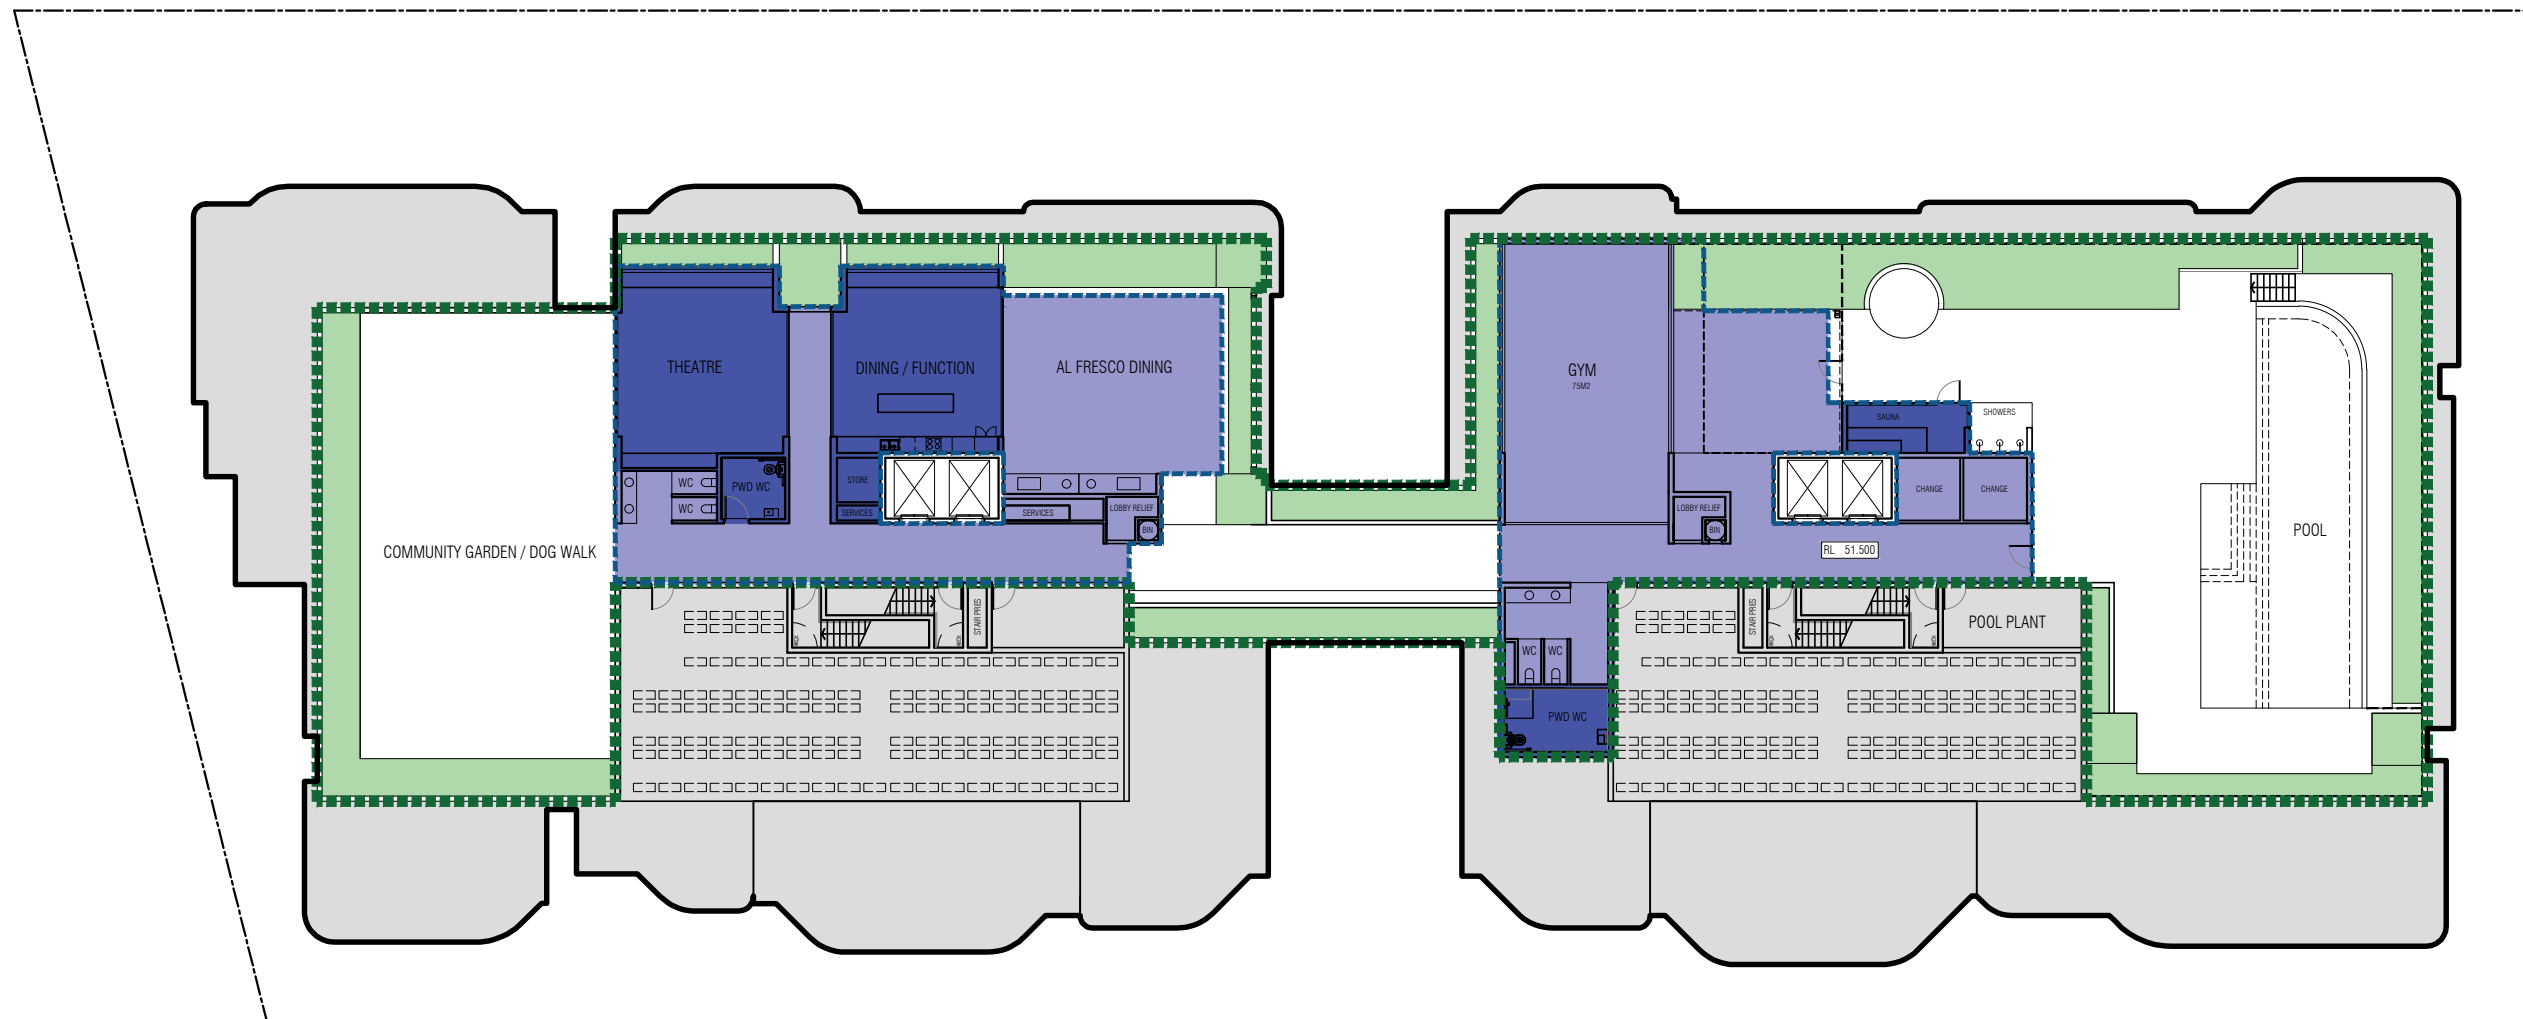 THEATRE
DINING / FUNCTION
AL FRESCO DINING
GYM
75M2
SAUNA
SHOWERS
WC
PWD WC
STORE
WC
SERVICES
SERVICES
LOBBY RELIEF
BIN
CHANGE
CHANGE
LOBBY RELIEF
BIN
POOL
COMMUNITY GARDEN / DOG WALK
RL 51.500
STAIR PRES
STAIR PRES
POOL PLANT
WC
WC
PWD WC